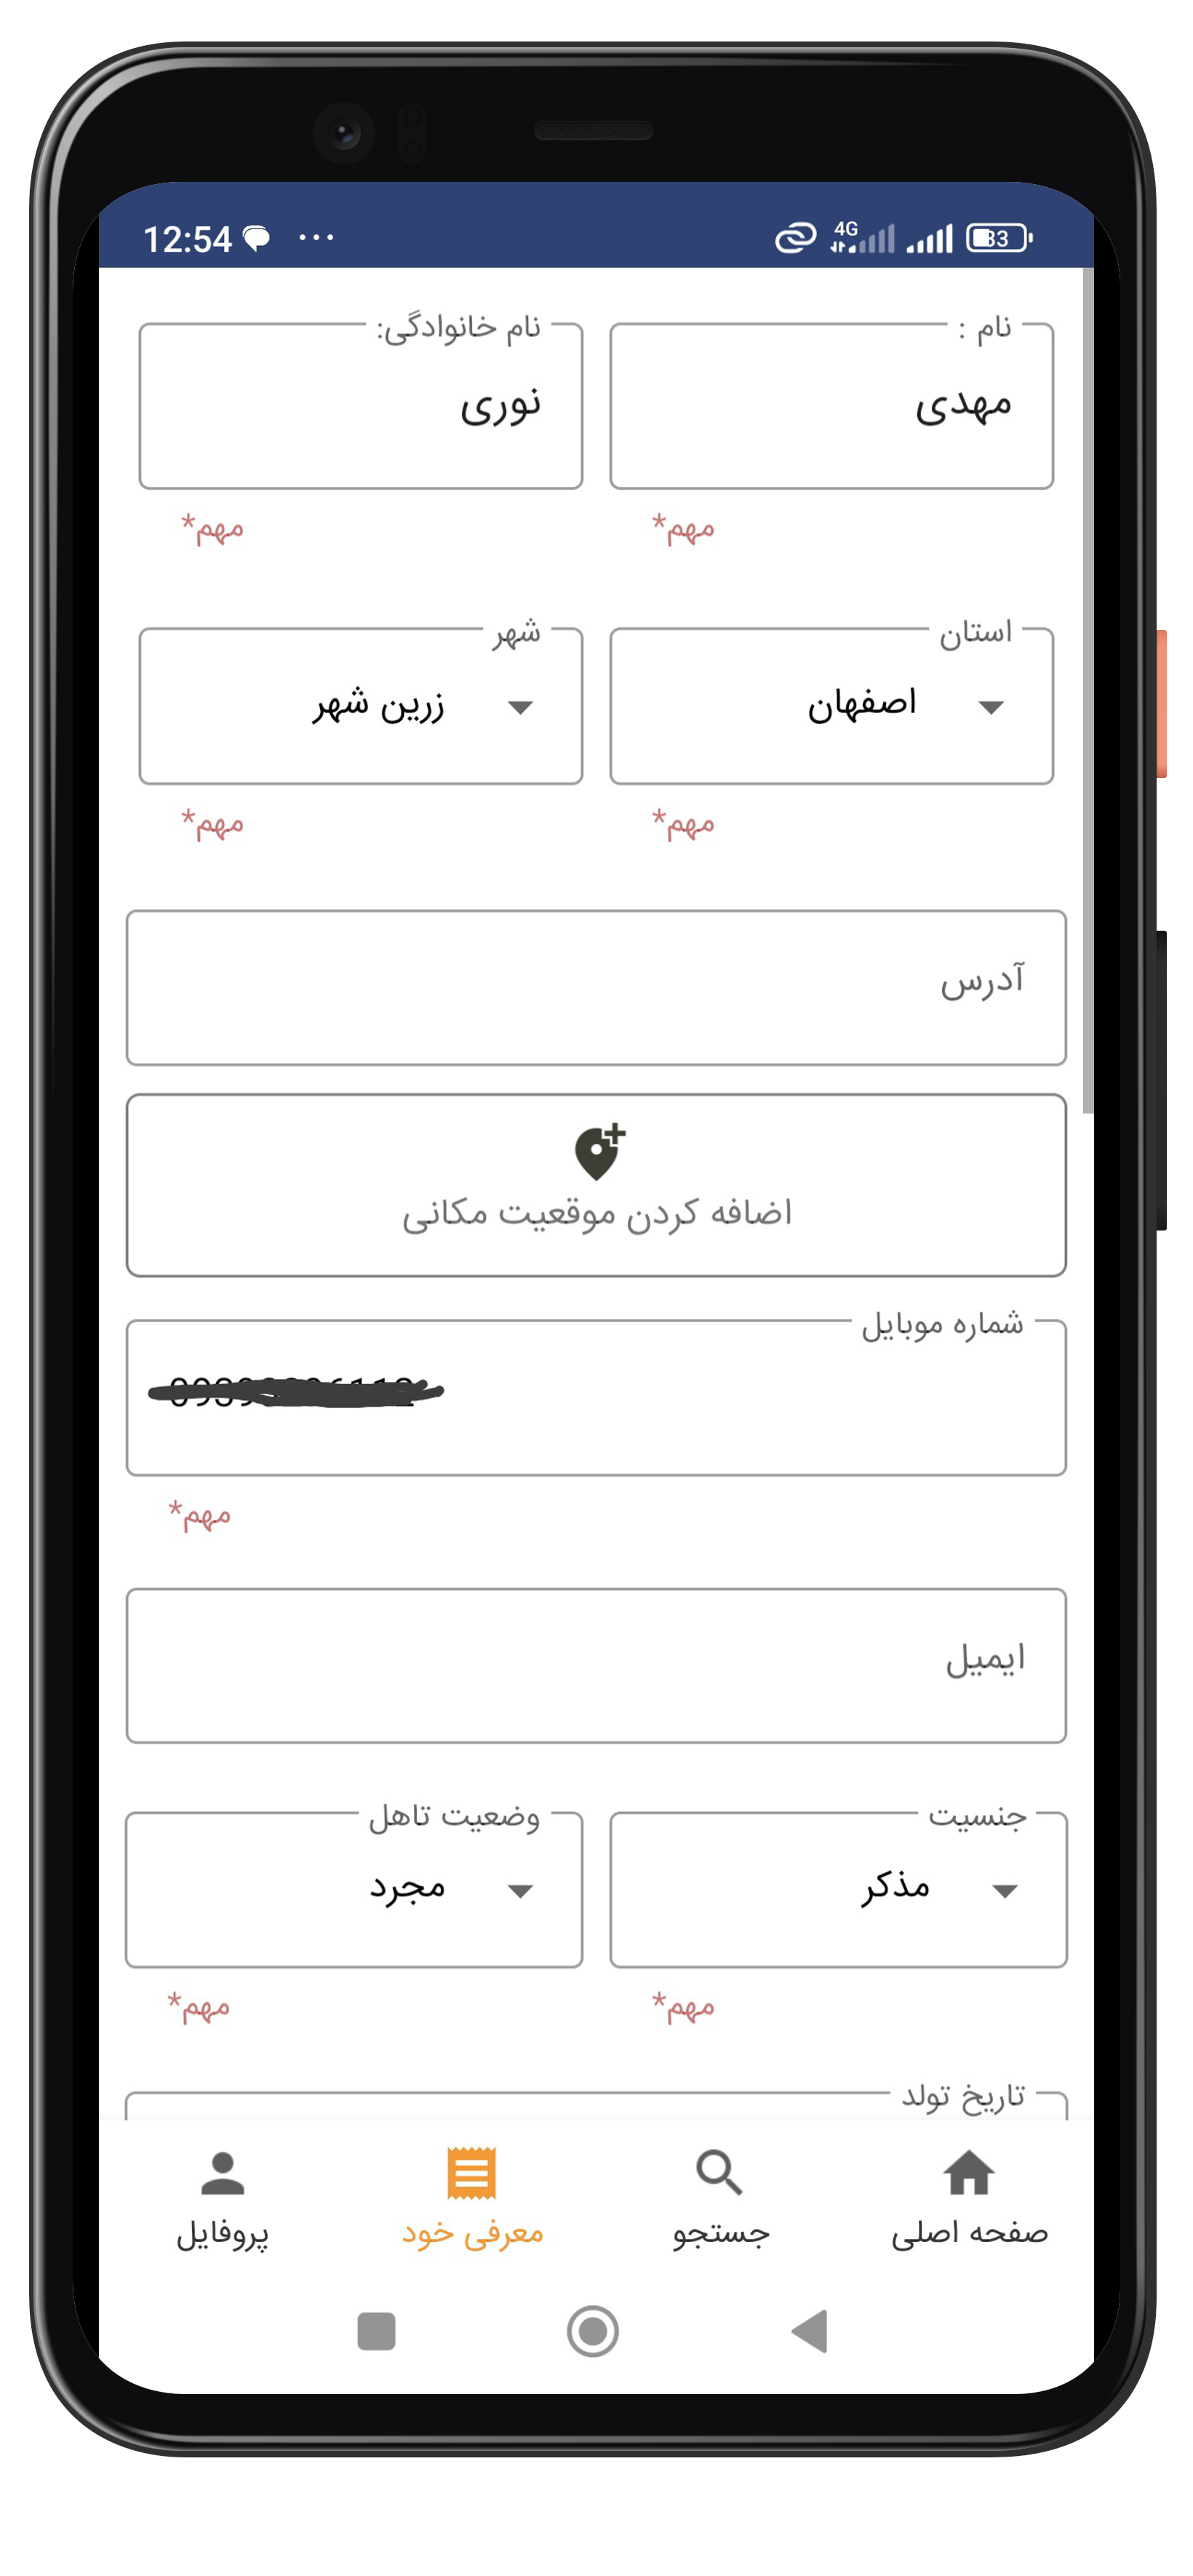 12:54 ... 4G 33
نام :
نام خانوادگی:
مهدی
نوری
مهم*
مهم*
استان
شهر
اصفهان
زرین شهر
مهم*
مهم*
آدرس
اضافه کردن موقعیت مکانی
شماره موبایل
مهم*
ایمیل
جنسیت
وضعیت تاهل
مذکر
مجرد
مهم*
مهم*
تاریخ تولد
صفحه اصلی
جستجو
معرفی خود
پروفایل